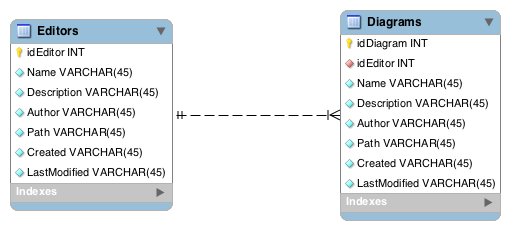 Editors
idEditor INT
Name VARCHAR(45)
Description VARCHAR(45)
Author VARCHAR(45)
Path VARCHAR(45)
Created VARCHAR(45)
LastModified VARCHAR(45)
Indexes
Diagrams
idDiagram INT
idEditor INT
Name VARCHAR(45)
Description VARCHAR(45)
Author VARCHAR(45)
Path VARCHAR(45)
Created VARCHAR(45)
LastModified VARCHAR(45)
Indexes